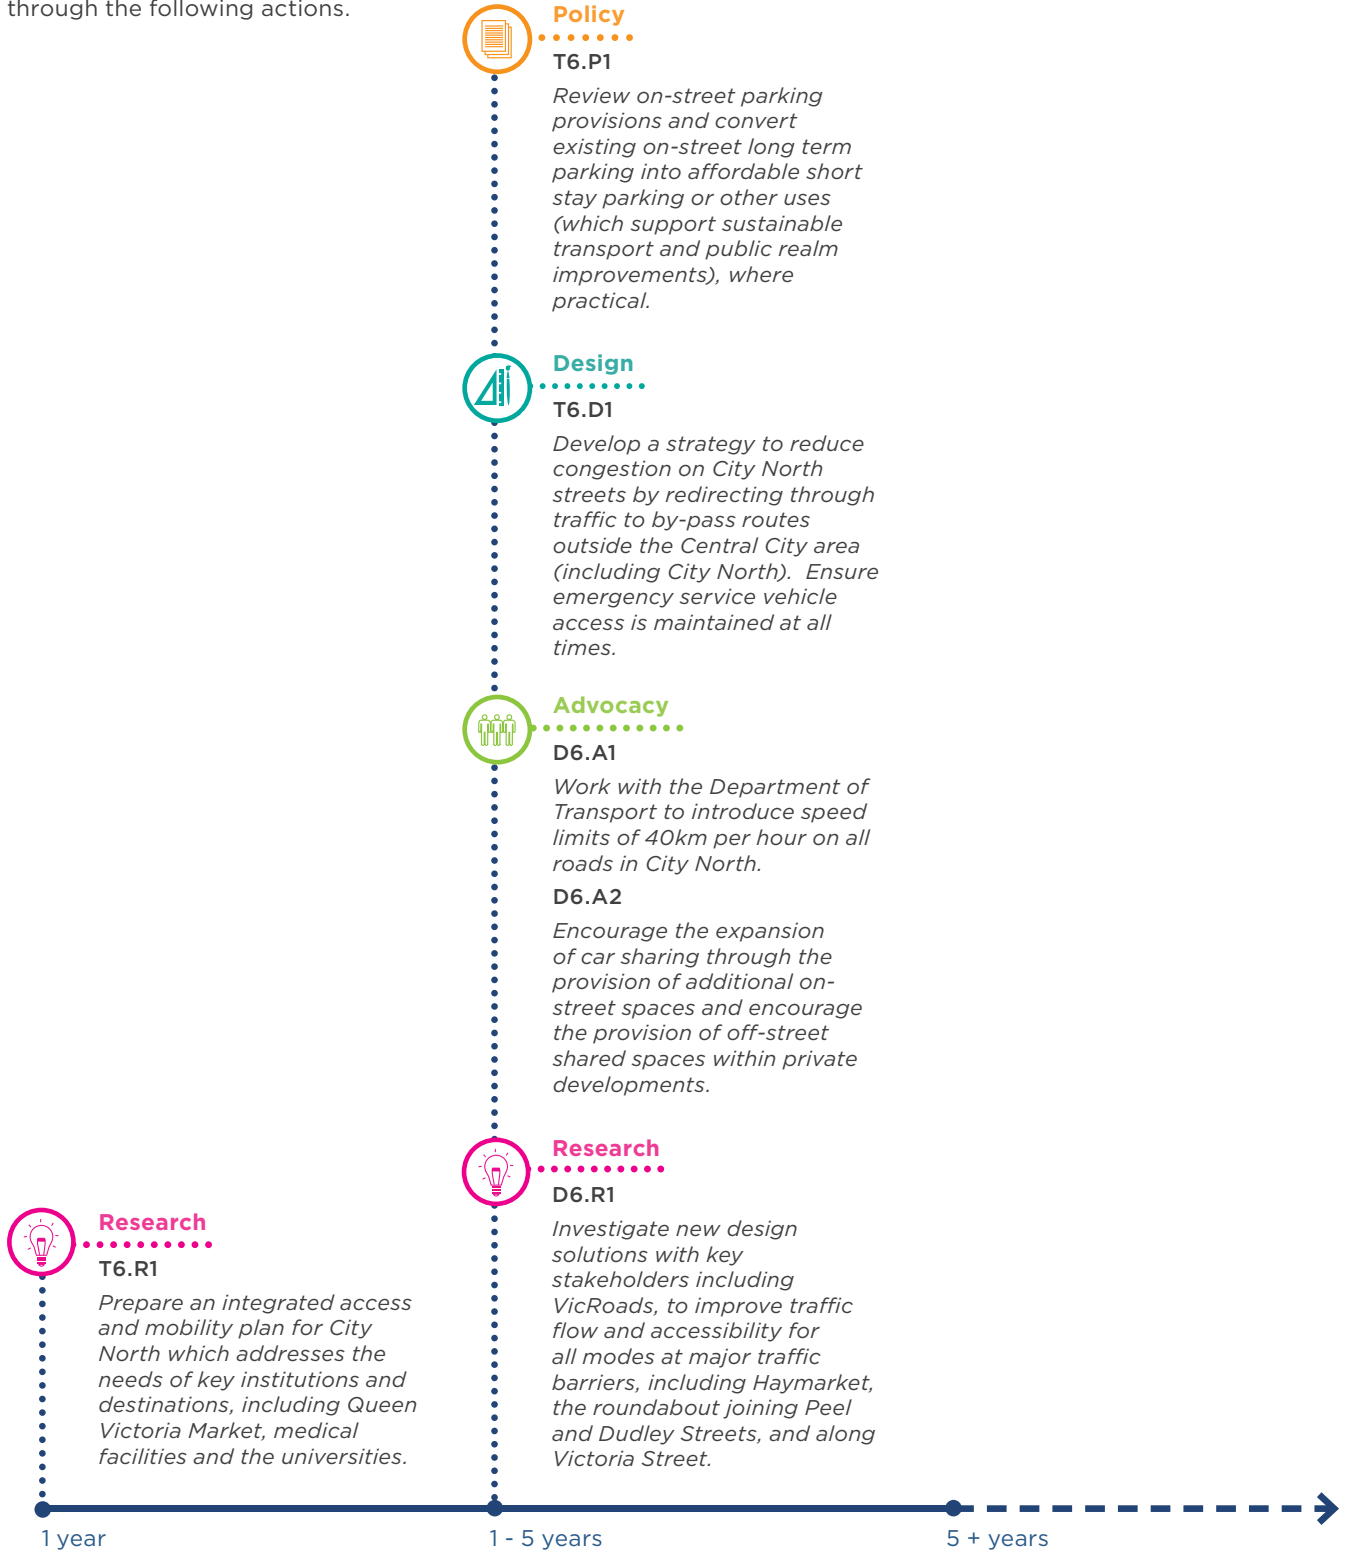 through the following actions.
Policy
T6.P1
Review on-street parking
provisions and convert
existing on-street long term
parking into affordable short
stay parking or other uses
(which support sustainable
transport and public realm
improvements), where
practical.
Design
T6.D1
Develop a strategy to reduce
congestion on City North
streets by redirecting through
traffic to by-pass routes
outside the Central City area
(including City North).  Ensure
emergency service vehicle
access is maintained at all
times.
Advocacy
D6.A1
Work with the Department of
Transport to introduce speed
limits of 40km per hour on all
roads in City North.
D6.A2
Encourage the expansion
of car sharing through the
provision of additional on-
street spaces and encourage
the provision of off-street
shared spaces within private
developments.
Research
D6.R1
Investigate new design
solutions with key
stakeholders including
VicRoads, to improve traffic
flow and accessibility for
all modes at major traffic
barriers, including Haymarket,
the roundabout joining Peel
and Dudley Streets, and along
Victoria Street.
Research
T6.R1
Prepare an integrated access
and mobility plan for City
North which addresses the
needs of key institutions and
destinations, including Queen
Victoria Market, medical
facilities and the universities.
1 year
1 - 5 years
5 + years